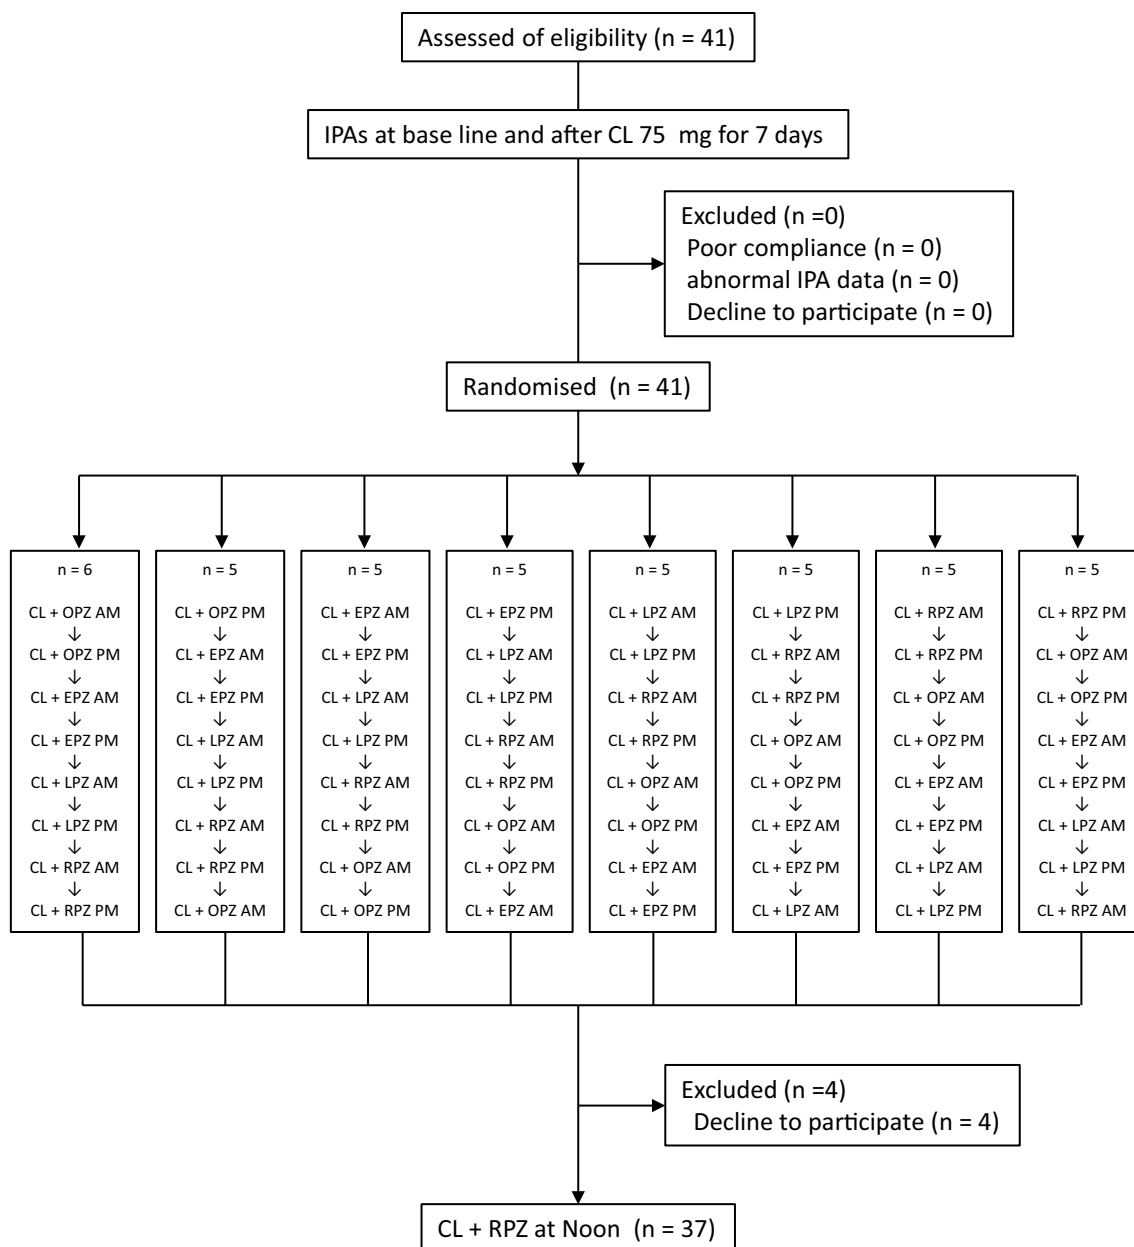 Assessed of eligibility (n = 41)
IPAs at base line and after CL 75 mg for 7 days
Excluded (n =0)
Poor compliance (n = 0)
abnormal IPA data (n = 0)
Decline to participate (n = 0)
Randomised (n = 41)
n = 6
CL + OPZ AM
↓
CL + OPZ PM
↓
CL + EPZ AM
↓
CL + EPZ PM
↓
CL + LPZ AM
↓
CL + LPZ PM
↓
CL + RPZ AM
↓
CL + RPZ PM
n = 5
CL + OPZ PM
↓
CL + EPZ AM
↓
CL + EPZ PM
↓
CL + LPZ AM
↓
CL + LPZ PM
↓
CL + RPZ AM
↓
CL + RPZ PM
↓
CL + OPZ AM
n = 5
CL + EPZ AM
↓
CL + EPZ PM
↓
CL + LPZ AM
↓
CL + LPZ PM
↓
CL + RPZ AM
↓
CL + RPZ PM
↓
CL + OPZ AM
↓
CL + OPZ PM
n = 5
CL + EPZ PM
↓
CL + LPZ AM
↓
CL + LPZ PM
↓
CL + RPZ AM
↓
CL + RPZ PM
↓
CL + OPZ AM
↓
CL + OPZ PM
↓
CL + EPZ AM
n = 5
CL + LPZ AM
↓
CL + LPZ PM
↓
CL + RPZ AM
↓
CL + RPZ PM
↓
CL + OPZ AM
↓
CL + OPZ PM
↓
CL + EPZ AM
↓
CL + EPZ PM
n = 5
CL + LPZ PM
↓
CL + RPZ AM
↓
CL + RPZ PM
↓
CL + OPZ AM
↓
CL + OPZ PM
↓
CL + EPZ AM
↓
CL + EPZ PM
↓
CL + LPZ AM
n = 5
CL + RPZ AM
↓
CL + RPZ PM
↓
CL + OPZ AM
↓
CL + OPZ PM
↓
CL + EPZ AM
↓
CL + EPZ PM
↓
CL + LPZ AM
↓
CL + LPZ PM
n = 5
CL + RPZ PM
↓
CL + OPZ AM
↓
CL + OPZ PM
↓
CL + EPZ AM
↓
CL + EPZ PM
↓
CL + LPZ AM
↓
CL + LPZ PM
↓
CL + RPZ AM
Excluded (n =4)
Decline to participate (n = 4)
CL + RPZ at Noon (n = 37)